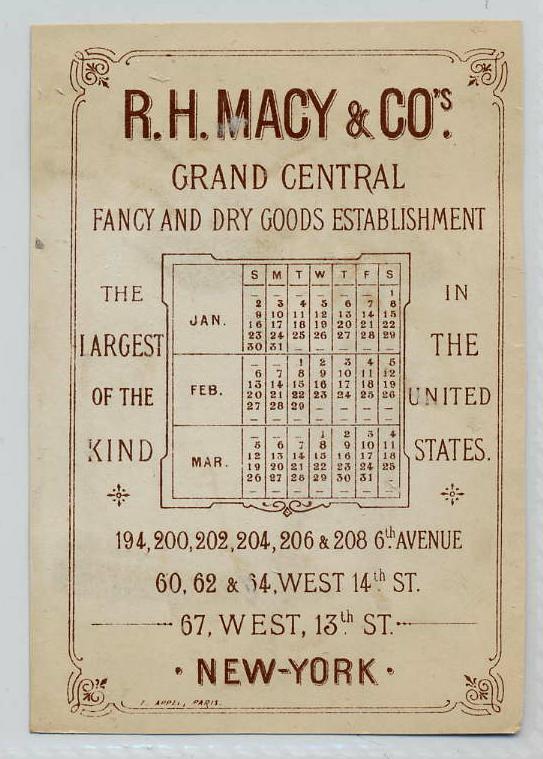 R.H. MACY & CO'S.
GRAND CENTRAL
FANCY AND DRY GOODS ESTABLISHMENT
THE
LARGEST
OF THE
KIND
S M T W T F S
JAN.
– – – – – – 1
2 3 4 5 6 7 8
9 10 11 12 13 14 15
16 17 18 19 20 21 22
23 24 25 26 27 28 29
30 31 – – – – –
FEB.
– – 1 2 3 4 5
6 7 8 9 10 11 12
13 14 15 16 17 18 19
20 21 22 23 24 25 26
27 28 29 – – – –
– – – – – – –
MAR.
– – – 1 2 3 4
5 6 7 8 9 10 11
12 13 14 15 16 17 18
19 20 21 22 23 24 25
26 27 28 29 30 31 –
– – – – – – –
IN
THE
UNITED
STATES.
194, 200, 202, 204, 206 & 208 6th AVENUE
60, 62 & 64, WEST 14th ST.
67, WEST, 13th ST.
• NEW-YORK •
APPEL, PARIS.